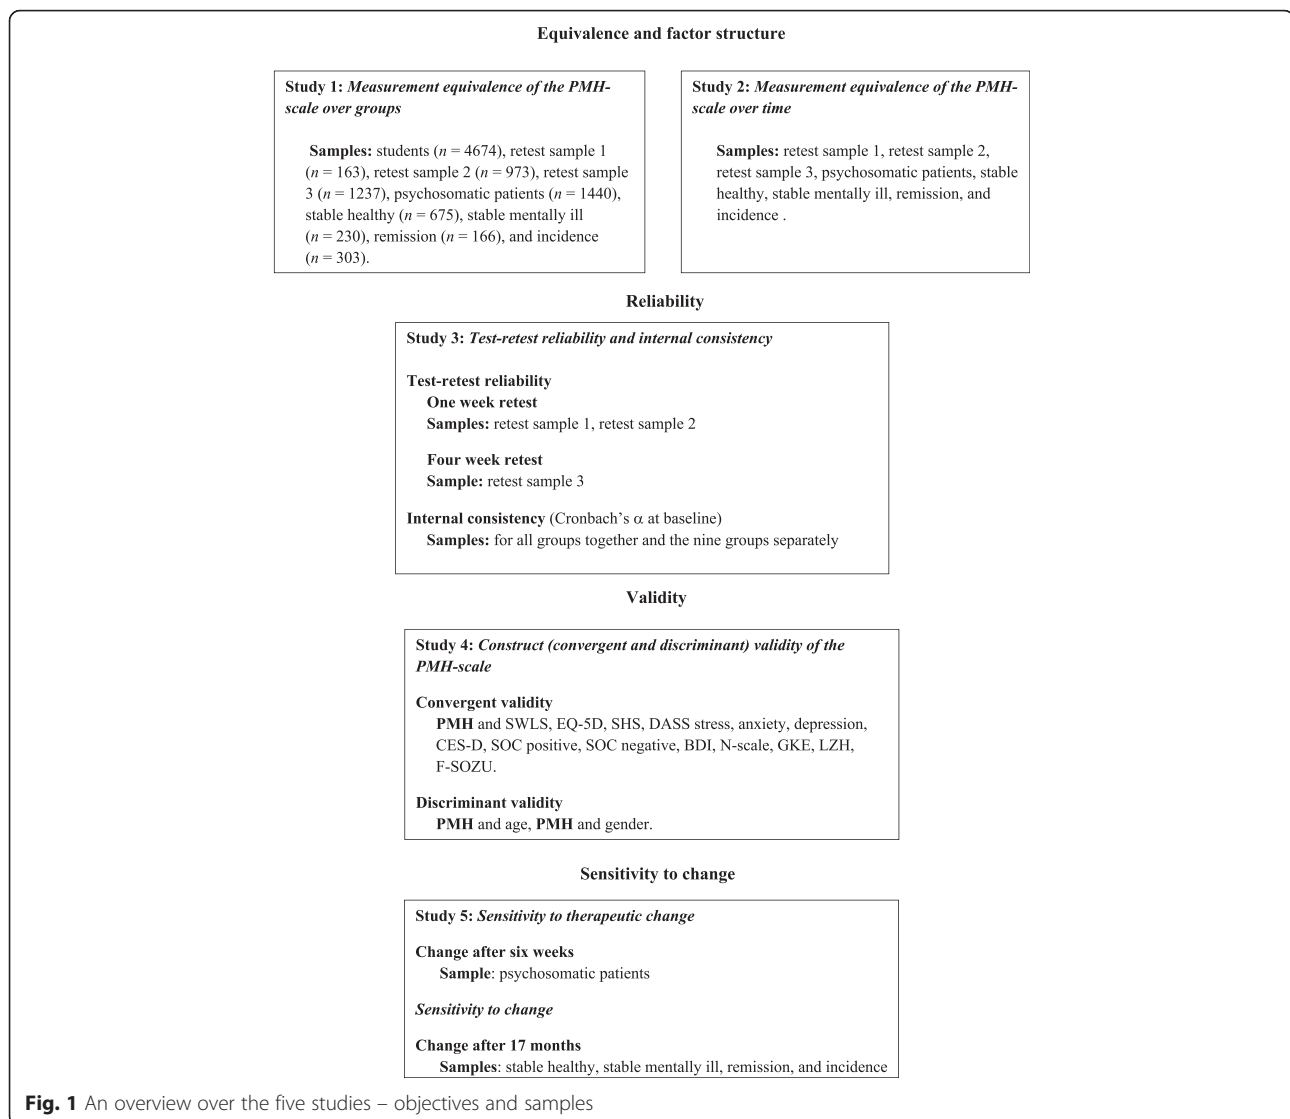 Equivalence and factor structure
Study 1: Measurement equivalence of the PMH-
scale over groups
Samples: students (n = 4674), retest sample 1
(n = 163), retest sample 2 (n = 973), retest sample
3 (n = 1237), psychosomatic patients (n = 1440),
stable healthy (n = 675), stable mentally ill
(n = 230), remission (n = 166), and incidence
(n = 303).
Study 2: Measurement equivalence of the PMH-
scale over time
Samples: retest sample 1, retest sample 2,
retest sample 3, psychosomatic patients, stable
healthy, stable mentally ill, remission, and
incidence .
Reliability
Study 3: Test-retest reliability and internal consistency
Test-retest reliability
One week retest
Samples: retest sample 1, retest sample 2
Four week retest
Sample: retest sample 3
Internal consistency (Cronbach’s α at baseline)
Samples: for all groups together and the nine groups separately
Validity
Study 4: Construct (convergent and discriminant) validity of the
PMH-scale
Convergent validity
PMH and SWLS, EQ-5D, SHS, DASS stress, anxiety, depression,
CES-D, SOC positive, SOC negative, BDI, N-scale, GKE, LZH,
F-SOZU.
Discriminant validity
PMH and age, PMH and gender.
Sensitivity to change
Study 5: Sensitivity to therapeutic change
Change after six weeks
Sample: psychosomatic patients
Sensitivity to change
Change after 17 months
Samples: stable healthy, stable mentally ill, remission, and incidence
Fig. 1 An overview over the five studies – objectives and samples